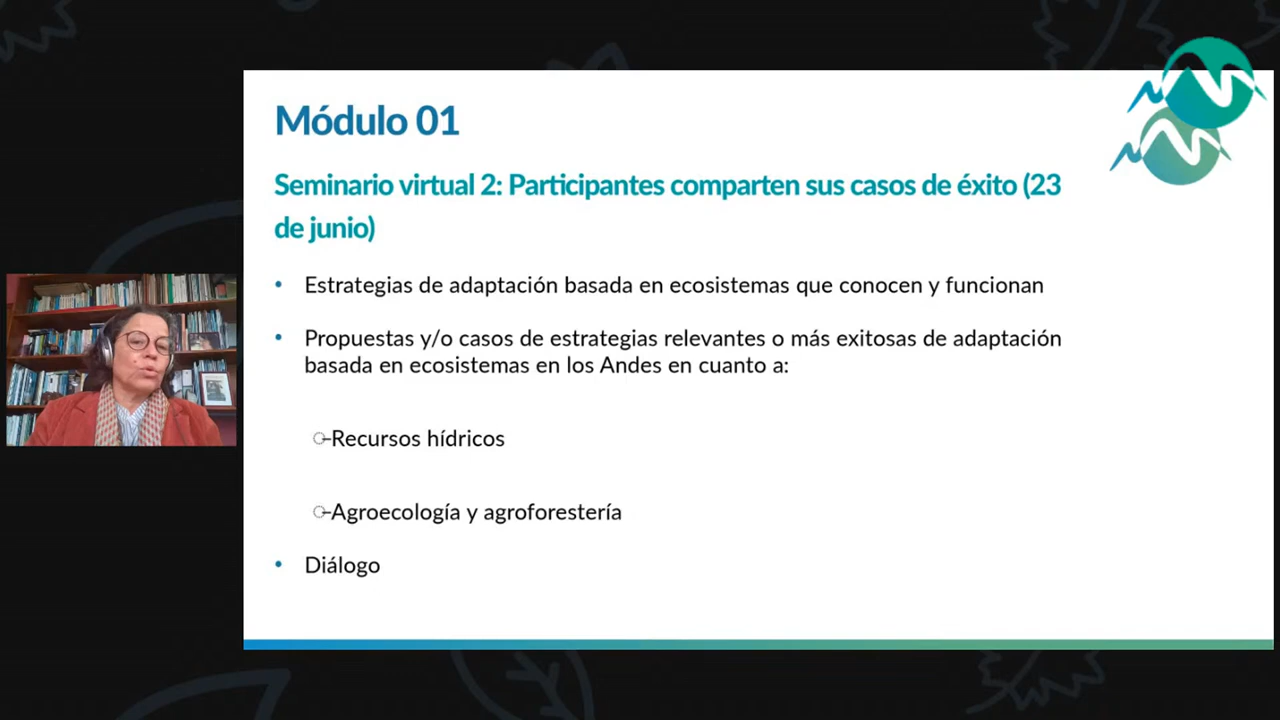 Módulo 01
Seminario virtual 2: Participantes comparten sus casos de éxito (23
de junio)
• Estrategias de adaptación basada en ecosistemas que conocen y funcionan
• Propuestas y/o casos de estrategias relevantes o más exitosas de adaptación
basada en ecosistemas en los Andes en cuanto a:
Recursos hídricos
Agroecología y agroforestería
• Diálogo